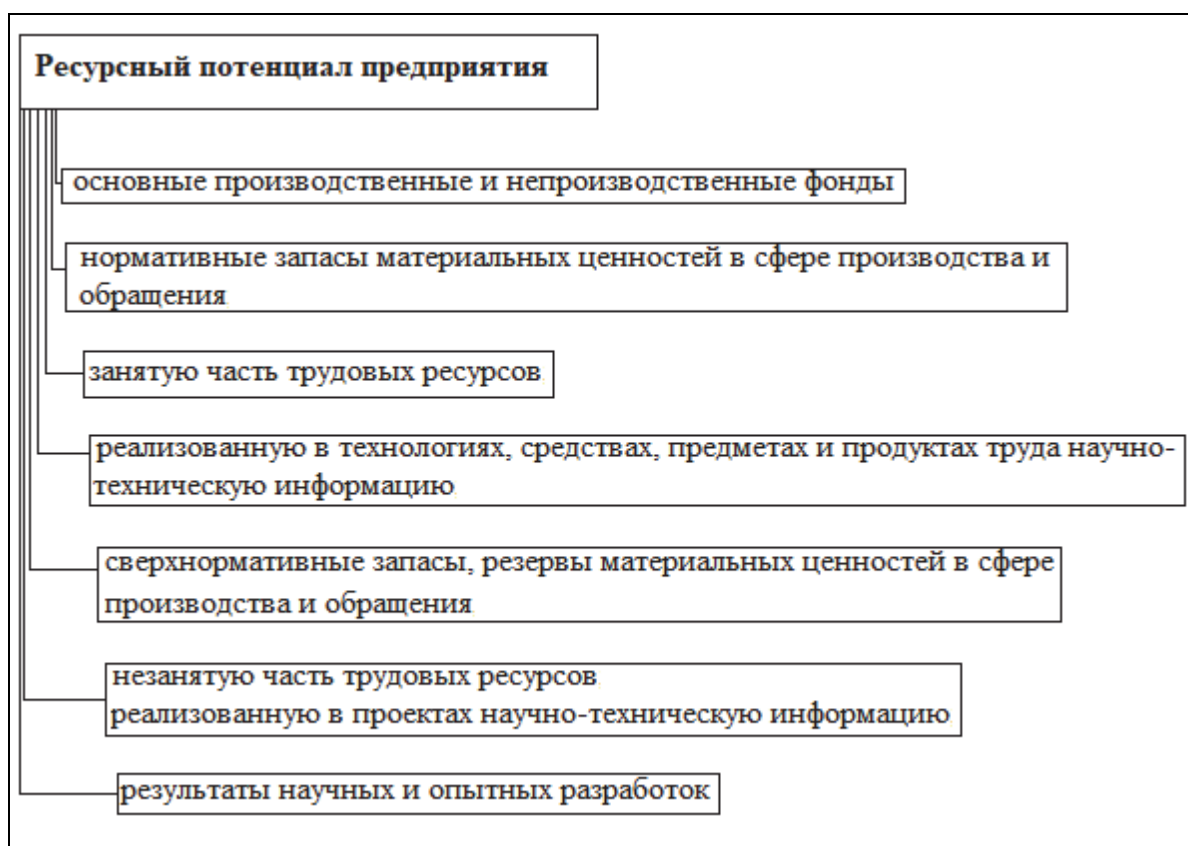 Ресурсный потенциал предприятия
основные производственные и непроизводственные фонды
нормативные запасы материальных ценностей в сфере производства и
обращения
занятую часть трудовых ресурсов
реализованную в технологиях, средствах, предметах и продуктах труда научно-
техническую информацию
сверхнормативные запасы, резервы материальных ценностей в сфере
производства и обращения
незанятую часть трудовых ресурсов
реализованную в проектах научно-техническую информацию
результаты научных и опытных разработок